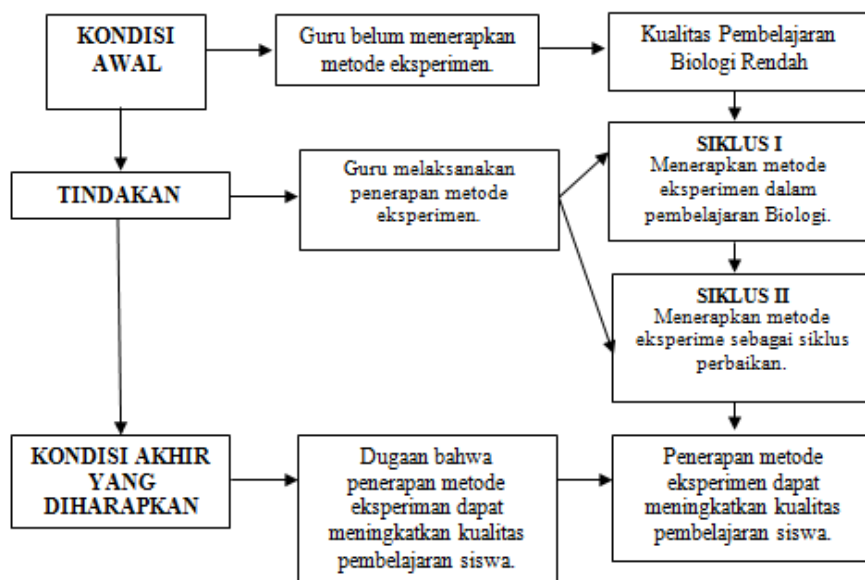 KONDISI
AWAL
Guru belum menerapkan
metode eksperimen.
Kualitas Pembelajaran
Biologi Rendah
TINDAKAN
Guru melaksanakan
penerapan metode
eksperimen.
SIKLUS I
Menerapkan metode
eksperimen dalam
pembelajaran Biologi.
SIKLUS II
Menerapkan metode
eksperime sebagai siklus
perbaikan.
KONDISI AKHIR
YANG
DIHARAPKAN
Dugaan bahwa
penerapan metode
eksperiman dapat
meningkatkan kualitas
pembelajaran siswa.
Penerapan metode
eksperimen dapat
meningkatkan kualitas
pembelajaran siswa.